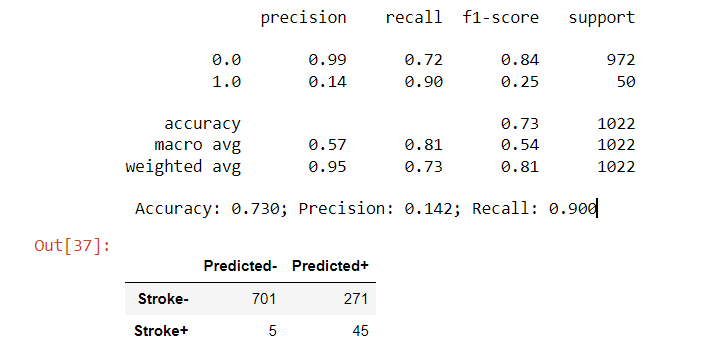 precision recall f1-score support
0.0 0.99 0.72 0.84 972
1.0 0.14 0.90 0.25 50
accuracy 0.73 1022
macro avg 0.57 0.81 0.54 1022
weighted avg 0.95 0.73 0.81 1022
Accuracy: 0.730; Precision: 0.142; Recall: 0.900
Out[37]:
Predicted- Predicted+
Stroke- 701 271
Stroke+ 5 45